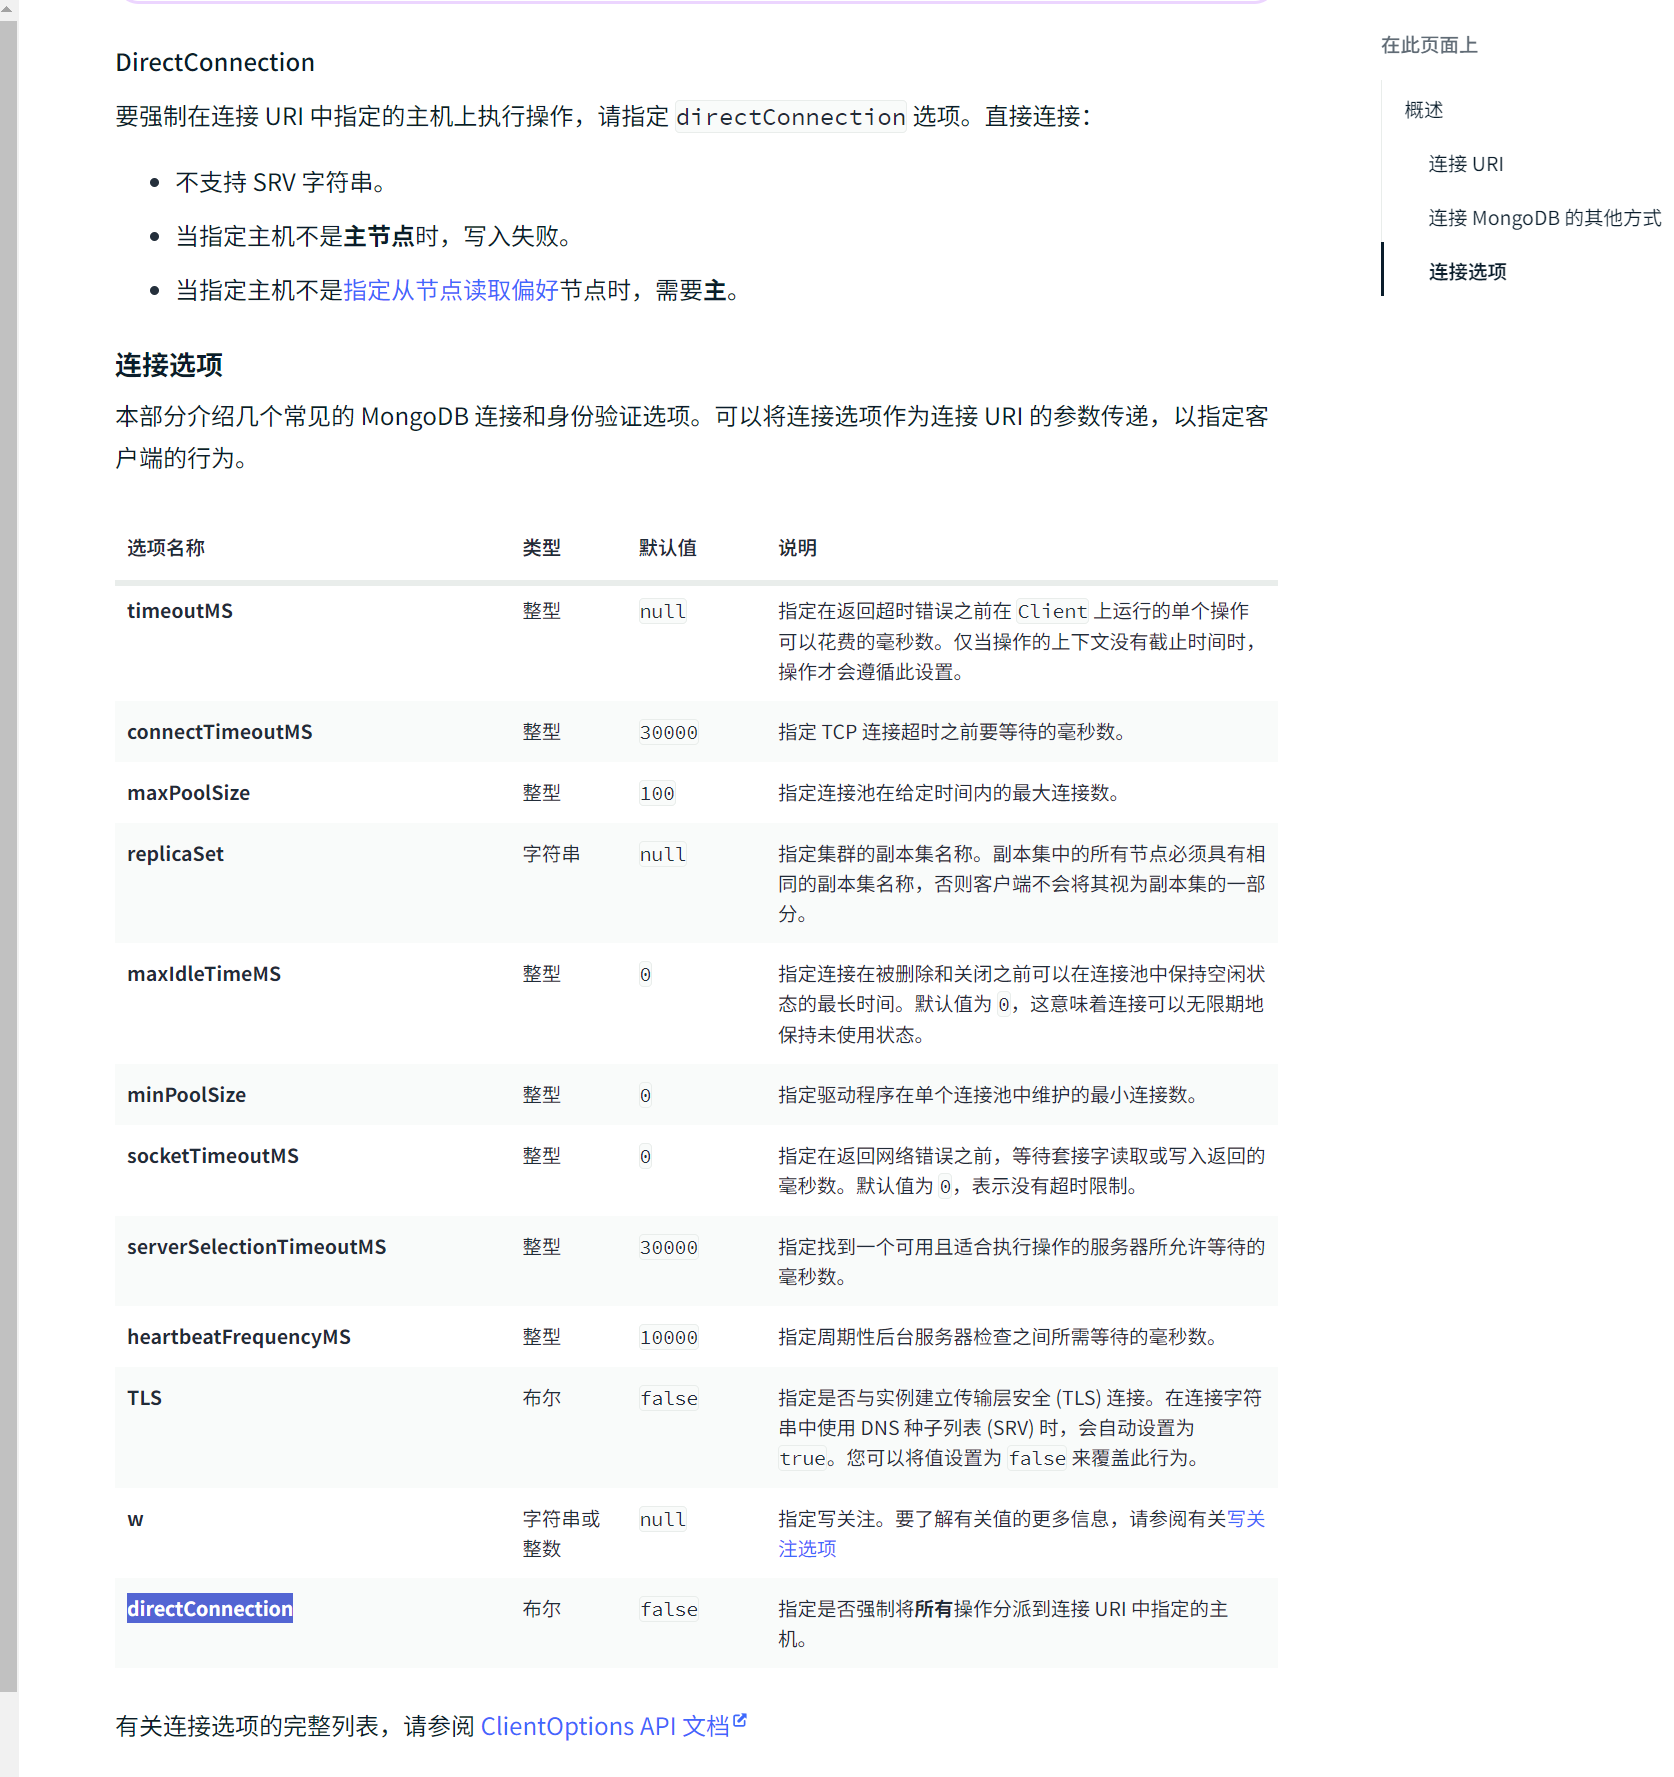 DirectConnection
要强制在连接 URI 中指定的主机上执行操作，请指定 directConnection 选项。直接连接：
不支持 SRV 字符串。
当指定主机不是主节点时，写入失败。
当指定主机不是指定从节点读取偏好节点时，需要主。
连接选项
本部分介绍几个常见的 MongoDB 连接和身份验证选项。可以将连接选项作为连接 URI 的参数传递，以指定客
户端的行为。
选项名称 类型 默认值 说明
timeoutMS 整型 null 指定在返回超时错误之前在 Client 上运行的单个操作
可以花费的毫秒数。仅当操作的上下文没有截止时间时，
操作才会遵循此设置。
connectTimeoutMS 整型 30000 指定 TCP 连接超时之前要等待的毫秒数。
maxPoolSize 整型 100 指定连接池在给定时间内的最大连接数。
replicaSet 字符串 null 指定集群的副本集名称。副本集中的所有节点必须具有相
同的副本集名称，否则客户端不会将其视为副本集的一部
分。
maxIdleTimeMS 整型 0 指定连接在被删除和关闭之前可以在连接池中保持空闲状
态的最长时间。默认值为 0，这意味着连接可以无限期地
保持未使用状态。
minPoolSize 整型 0 指定驱动程序在单个连接池中维护的最小连接数。
socketTimeoutMS 整型 0 指定在返回网络错误之前，等待套接字读取或写入返回的
毫秒数。默认值为 0，表示没有超时限制。
serverSelectionTimeoutMS 整型 30000 指定找到一个可用且适合执行操作的服务器所允许等待的
毫秒数。
heartbeatFrequencyMS 整型 10000 指定周期性后台服务器检查之间所需等待的毫秒数。
TLS 布尔 false 指定是否与实例建立传输层安全 (TLS) 连接。在连接字符
串中使用 DNS 种子列表 (SRV) 时，会自动设置为
true。您可以将值设置为 false 来覆盖此行为。
w 字符串或 null 指定写关注。要了解有关值的更多信息，请参阅有关写关
整数 注选项
directConnection 布尔 false 指定是否强制将所有操作分派到连接 URI 中指定的主
机。
有关连接选项的完整列表，请参阅 ClientOptions API 文档
在此页面上
概述
连接 URI
连接 MongoDB 的其他方式
连接选项